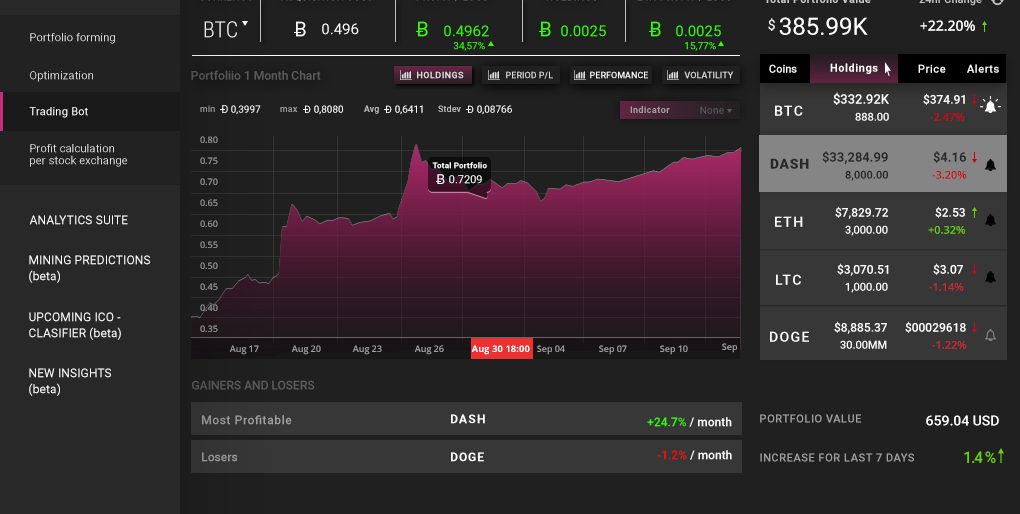 Total Portfolio Value
24hr Change
$385.99K
+22.20% ↑
Portfolio forming
Optimization
Trading Bot
Profit calculation
per stock exchange
ANALYTICS SUITE
MINING PREDICTIONS
(beta)
UPCOMING ICO -
CLASIFIER (beta)
NEW INSIGHTS
(beta)
BTC
Ƀ 0.496
Ƀ 0.4962
34,57%
Ƀ 0.0025
Ƀ 0.0025
15,77%
Portfoliio 1 Month Chart
HOLDINGS
PERIOD P/L
PERFOMANCE
VOLATILITY
min Đ 0,3997 max Đ 0,8080 Avg Đ 0,6411 Stdev Đ 0,08766
Indicator None
0.80
0.75
0.70
0.65
0.60
0.55
0.50
0.45
0.40
0.35
Total Portfolio
Ƀ 0.7209
Aug 17 Aug 20 Aug 23 Aug 26 Aug 30 18:00 Sep 04 Sep 07 Sep 10 Sep
GAINERS AND LOSERS
Most Profitable DASH +24.7% / month
Losers DOGE -1.2% / month
Coins Holdings Price Alerts
BTC $332.92K $374.91 ↓
888.00 -2.47%
DASH $33,284.99 $4.16 ↓
8,000.00 -3.20%
ETH $7,829.72 $2.53 ↑
3,000.00 +0.32%
LTC $3,070.51 $3.07 ↓
1,000.00 -1.14%
DOGE $8,885.37 $00029618 ↓
30.00MM -1.22%
PORTFOLIO VALUE 659.04 USD
INCREASE FOR LAST 7 DAYS 1.4%↑